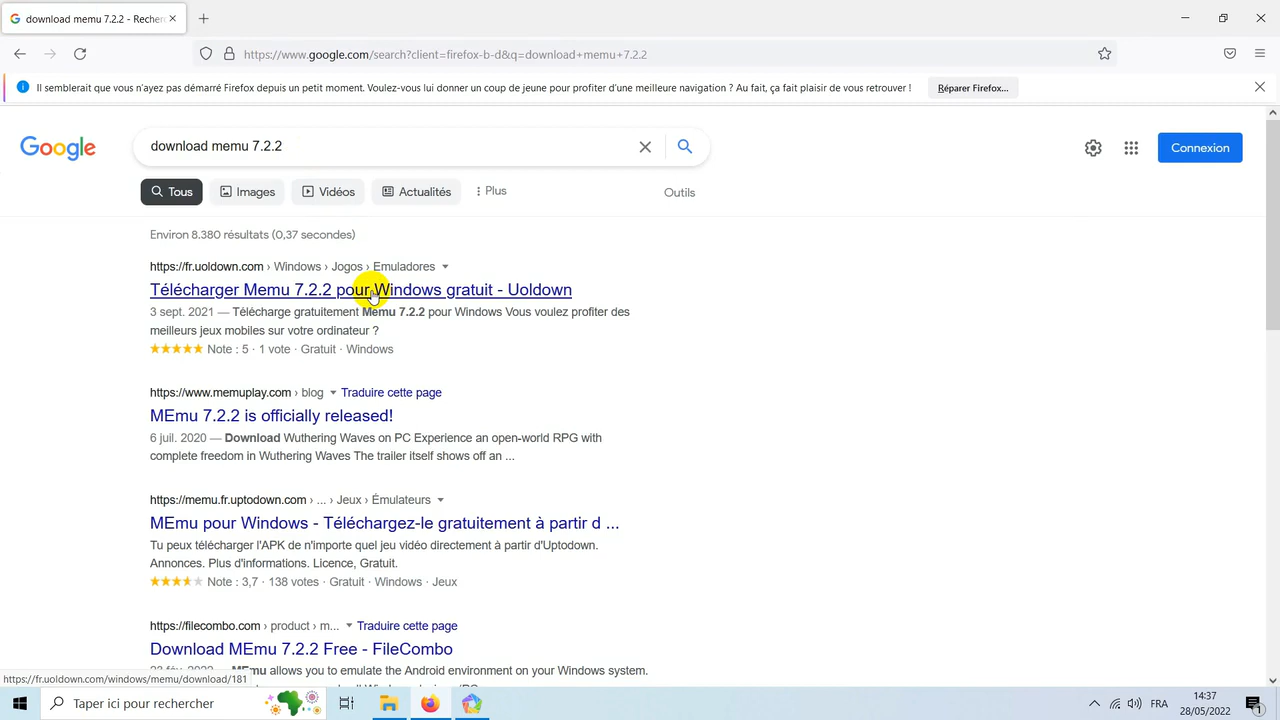 download memu 7.2.2 - Recher
https://www.google.com/search?client=firefox-b-d&q=download+memu+7.2.2
Il semblerait que vous n'ayez pas démarré Firefox depuis un petit moment. Voulez-vous lui donner un coup de jeune pour profiter d'une meilleure navigation ? Au fait, ça fait plaisir de vous retrouver !
Réparer Firefox...
Google
download memu 7.2.2
Connexion
Tous
Images
Vidéos
Actualités
Plus
Outils
Environ 8.380 résultats (0,37 secondes)
https://fr.uoldown.com › Windows › Jogos › Emuladores
Télécharger Memu 7.2.2 pour Windows gratuit - Uoldown
3 sept. 2021 — Télécharge gratuitement Memu 7.2.2 pour Windows Vous voulez profiter des
meilleurs jeux mobiles sur votre ordinateur ?
Note : 5 · 1 vote · Gratuit · Windows
https://www.memuplay.com › blog
Traduire cette page
MEmu 7.2.2 is officially released!
6 juil. 2020 — Download Wuthering Waves on PC Experience an open-world RPG with
complete freedom in Wuthering Waves The trailer itself shows off an ...
https://memu.fr.uptodown.com › ... › Jeux › Émulateurs
MEmu pour Windows - Téléchargez-le gratuitement à partir d ...
Tu peux télécharger l'APK de n'importe quel jeu vidéo directement à partir d'Uptodown.
Annonces. Plus d'informations. Licence, Gratuit.
Note : 3,7 · 138 votes · Gratuit · Windows · Jeux
https://filecombo.com › product › m...
Traduire cette page
Download MEmu 7.2.2 Free - FileCombo
MEmu allows you to emulate the Android environment on your Windows system.
https://fr.uoldown.com/windows/memu/download/181
Taper ici pour rechercher
FRA
14:37
28/05/2022
1